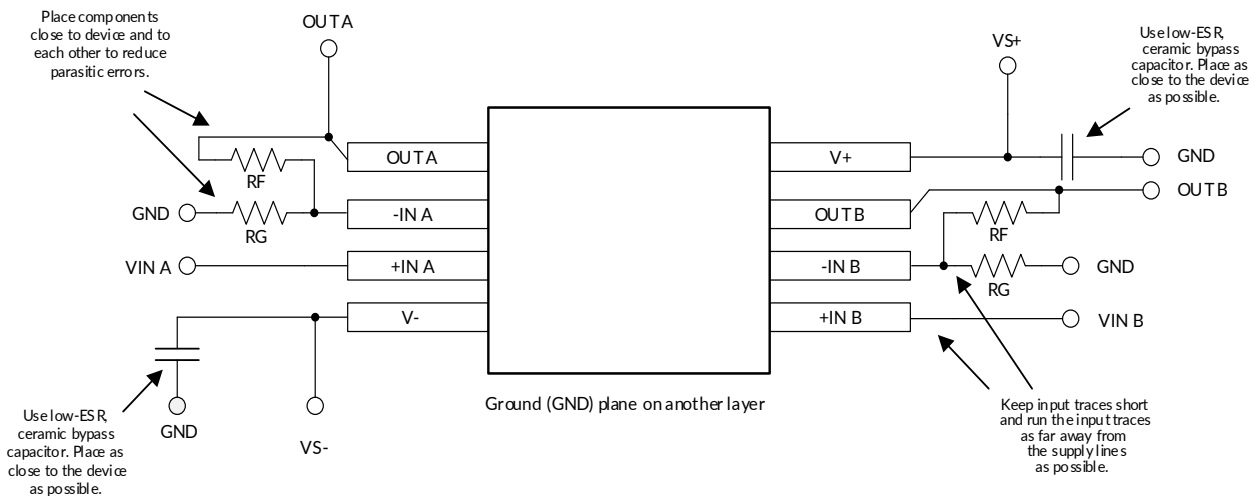 Place components
close to device and to
each other to reduce
parasitic errors.
OUT A
VS+
Use low-ESR,
ceramic bypass
capacitor. Place as
close to the device
as possible.
OUT A
V+
GND
RF
OUT B
OUT B
GND
-IN A
RF
RG
VIN A
+IN A
-IN B
GND
RG
V-
+IN B
VIN B
Ground (GND) plane on another layer
Use low-ESR,
ceramic bypass
capacitor. Place as
close to the device
as possible.
GND
VS-
Keep input traces short
and run the input traces
as far away from
the supply lines
as possible.